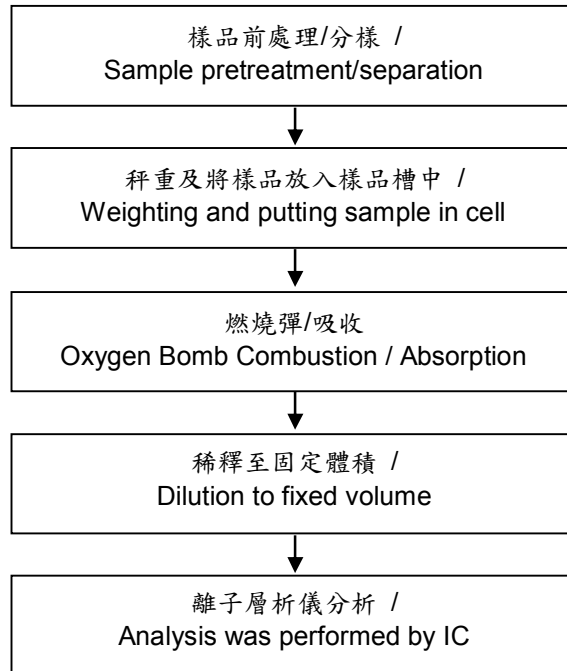 樣品前處理/分樣 /
Sample pretreatment/separation
秤重及將樣品放入樣品槽中 /
Weighting and putting sample in cell
燃燒彈/吸收
Oxygen Bomb Combustion / Absorption
稀釋至固定體積 /
Dilution to fixed volume
離子層析儀分析 /
Analysis was performed by IC